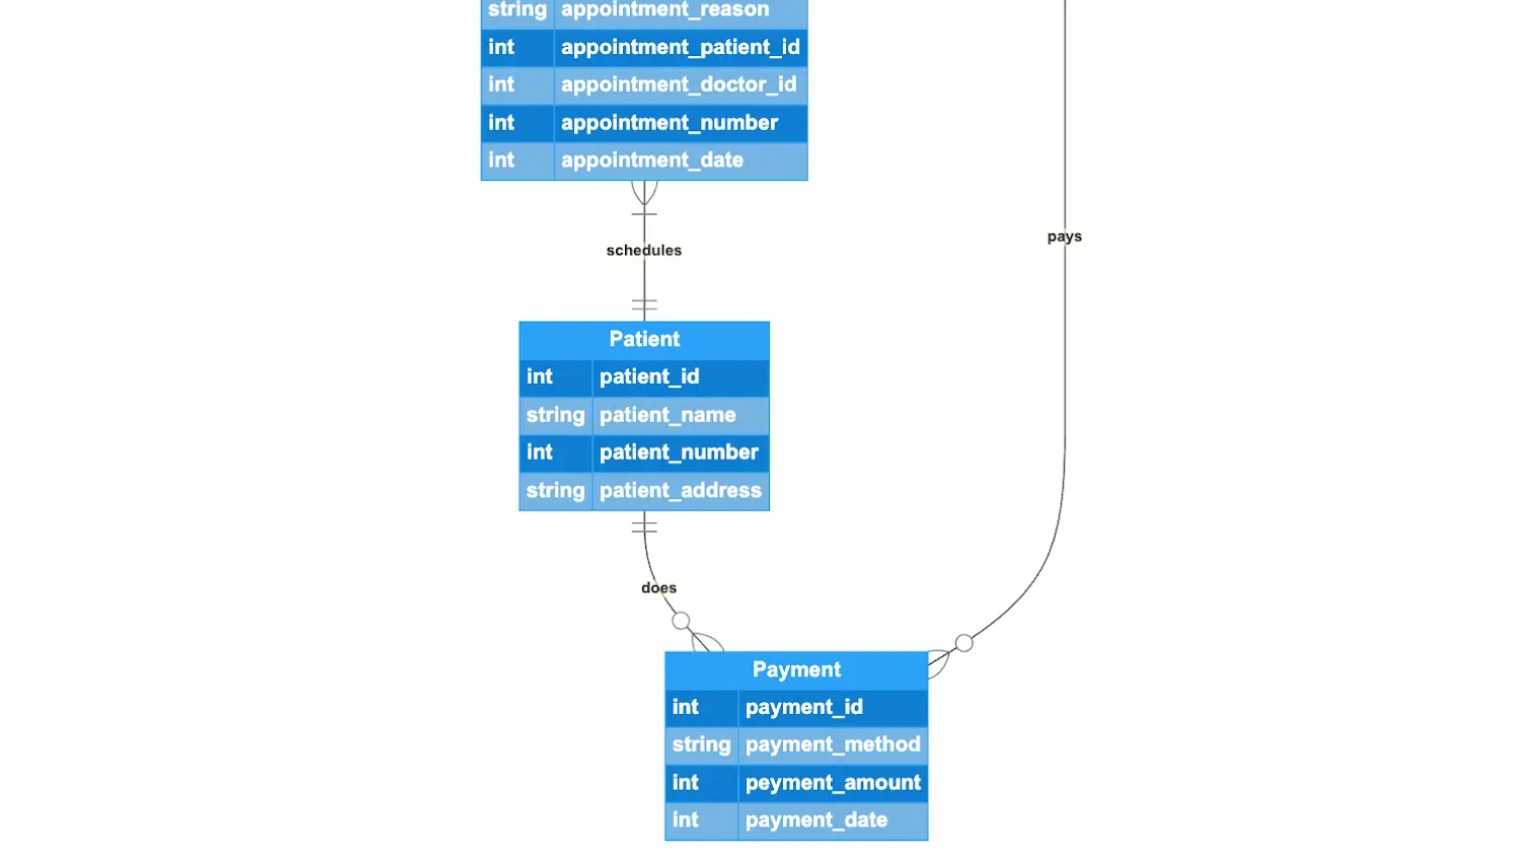 string appointment_reason
int appointment_patient_id
int appointment_doctor_id
int appointment_number
int appointment_date
pays
schedules
Patient
int patient_id
string patient_name
int patient_number
string patient_address
does
Payment
int payment_id
string payment_method
int peyment_amount
int payment_date